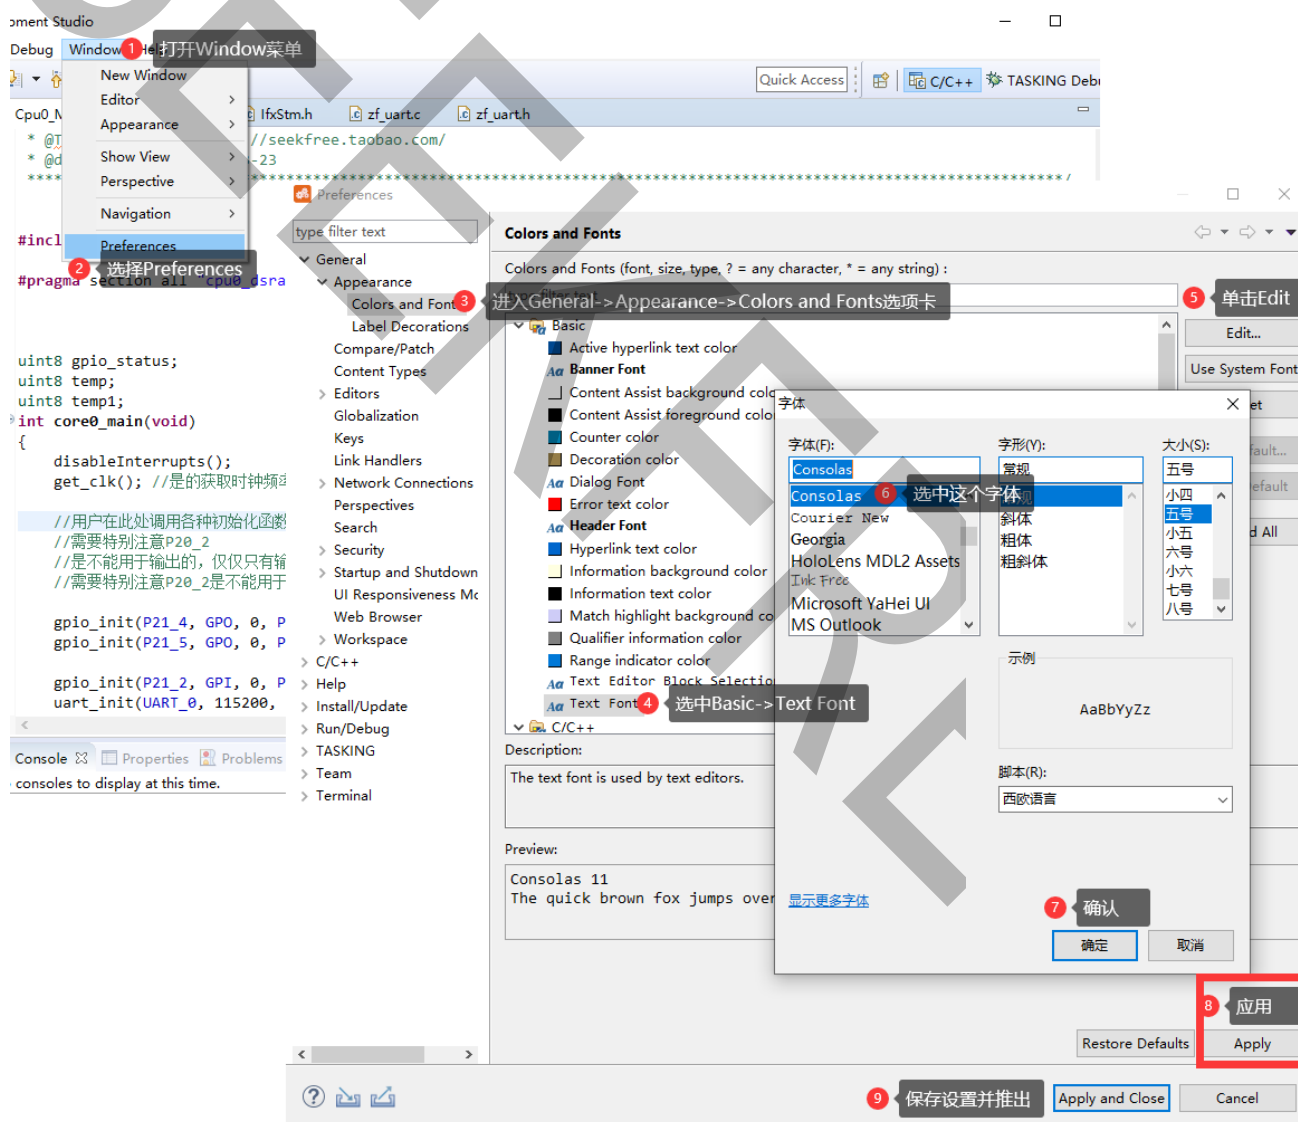 pment Studio
Debug
Window
1
打开Window菜单
New Window
Editor
Appearance
Show View
Perspective
Navigation
Preferences
2
选择Preferences
Quick Access
C/C++
TASKING Debu
Cpu0_M
IfxStm.h
zf_uart.c
zf_uart.h
* @T //seekfree.taobao.com/
* @d -23
#incl
#pragma section all "cpu0_dsra
uint8 gpio_status;
uint8 temp;
uint8 temp1;
int core0_main(void)
{
disableInterrupts();
get_clk(); //是的获取时钟频率
//用户在此处调用各种初始化函数
//需要特别注意P20_2
//是不能用于输出的，仅仅只有输
//需要特别注意P20_2是不能用于
gpio_init(P21_4, GPO, 0, P
gpio_init(P21_5, GPO, 0, P
gpio_init(P21_2, GPI, 0, P
uart_init(UART_0, 115200,
Console
Properties
Problems
consoles to display at this time.
Preferences
type filter text
General
Appearance
Colors and Font
Label Decorations
Compare/Patch
Content Types
Editors
Globalization
Keys
Link Handlers
Network Connections
Perspectives
Search
Security
Startup and Shutdown
UI Responsiveness Mo
Web Browser
Workspace
C/C++
Help
Install/Update
Run/Debug
TASKING
Team
Terminal
Colors and Fonts
Colors and Fonts (font, size, type, ? = any character, * = any string) :
3
进入General->Appearance->Colors and Fonts选项卡
5
单击Edit
Basic
Active hyperlink text color
Banner Font
Content Assist background colo
Content Assist foreground colo
Counter color
Decoration color
Dialog Font
Error text color
Header Font
Hyperlink text color
Information background color
Information text color
Match highlight background co
Qualifier information color
Range indicator color
Text Editor Block Selection
Text Font
4
选中Basic->Text Font
C/C++
Edit...
Use System Font
et
fault...
efault
d All
Description:
The text font is used by text editors.
Preview:
Consolas 11
The quick brown fox jumps over
字体
字体(F):
字形(Y):
大小(S):
Consolas
常规
五号
Consolas
Courier New
Georgia
HoloLens MDL2 Assets
Ink Free
Microsoft YaHei UI
MS Outlook
6
选中这个字体
斜体
粗体
粗斜体
小四
五号
小五
六号
小六
七号
八号
示例
AaBbYyZz
脚本(R):
西欧语言
显示更多字体
7
确认
确定
取消
8
应用
Restore Defaults
Apply
9
保存设置并推出
Apply and Close
Cancel